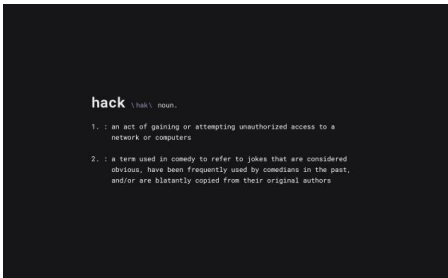 hack \hak\ noun.
1. : an act of gaining or attempting unauthorized access to a
network or computers
2. : a term used in comedy to refer to jokes that are considered
obvious, have been frequently used by comedians in the past,
and/or are blatantly copied from their original authors